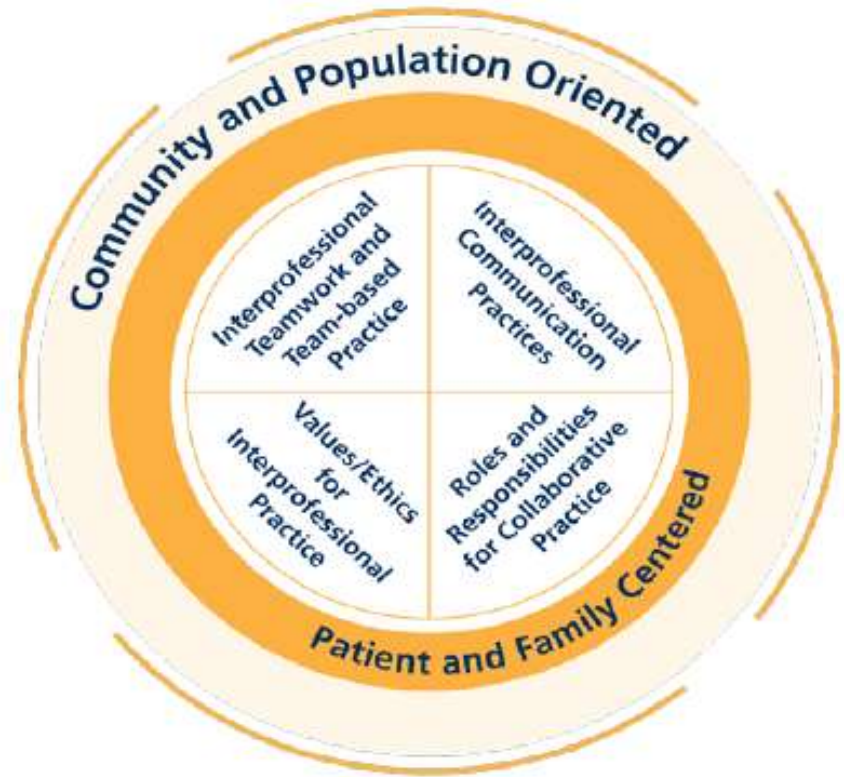 Community and Population Oriented
Interprofessional
Teamwork and
Team-based
Practice
Interprofessional
Communication
Practices
Values/Ethics
for
Interprofessional
Practice
Roles and
Responsibilities
for Collaborative
Practice
Patient and Family Centered